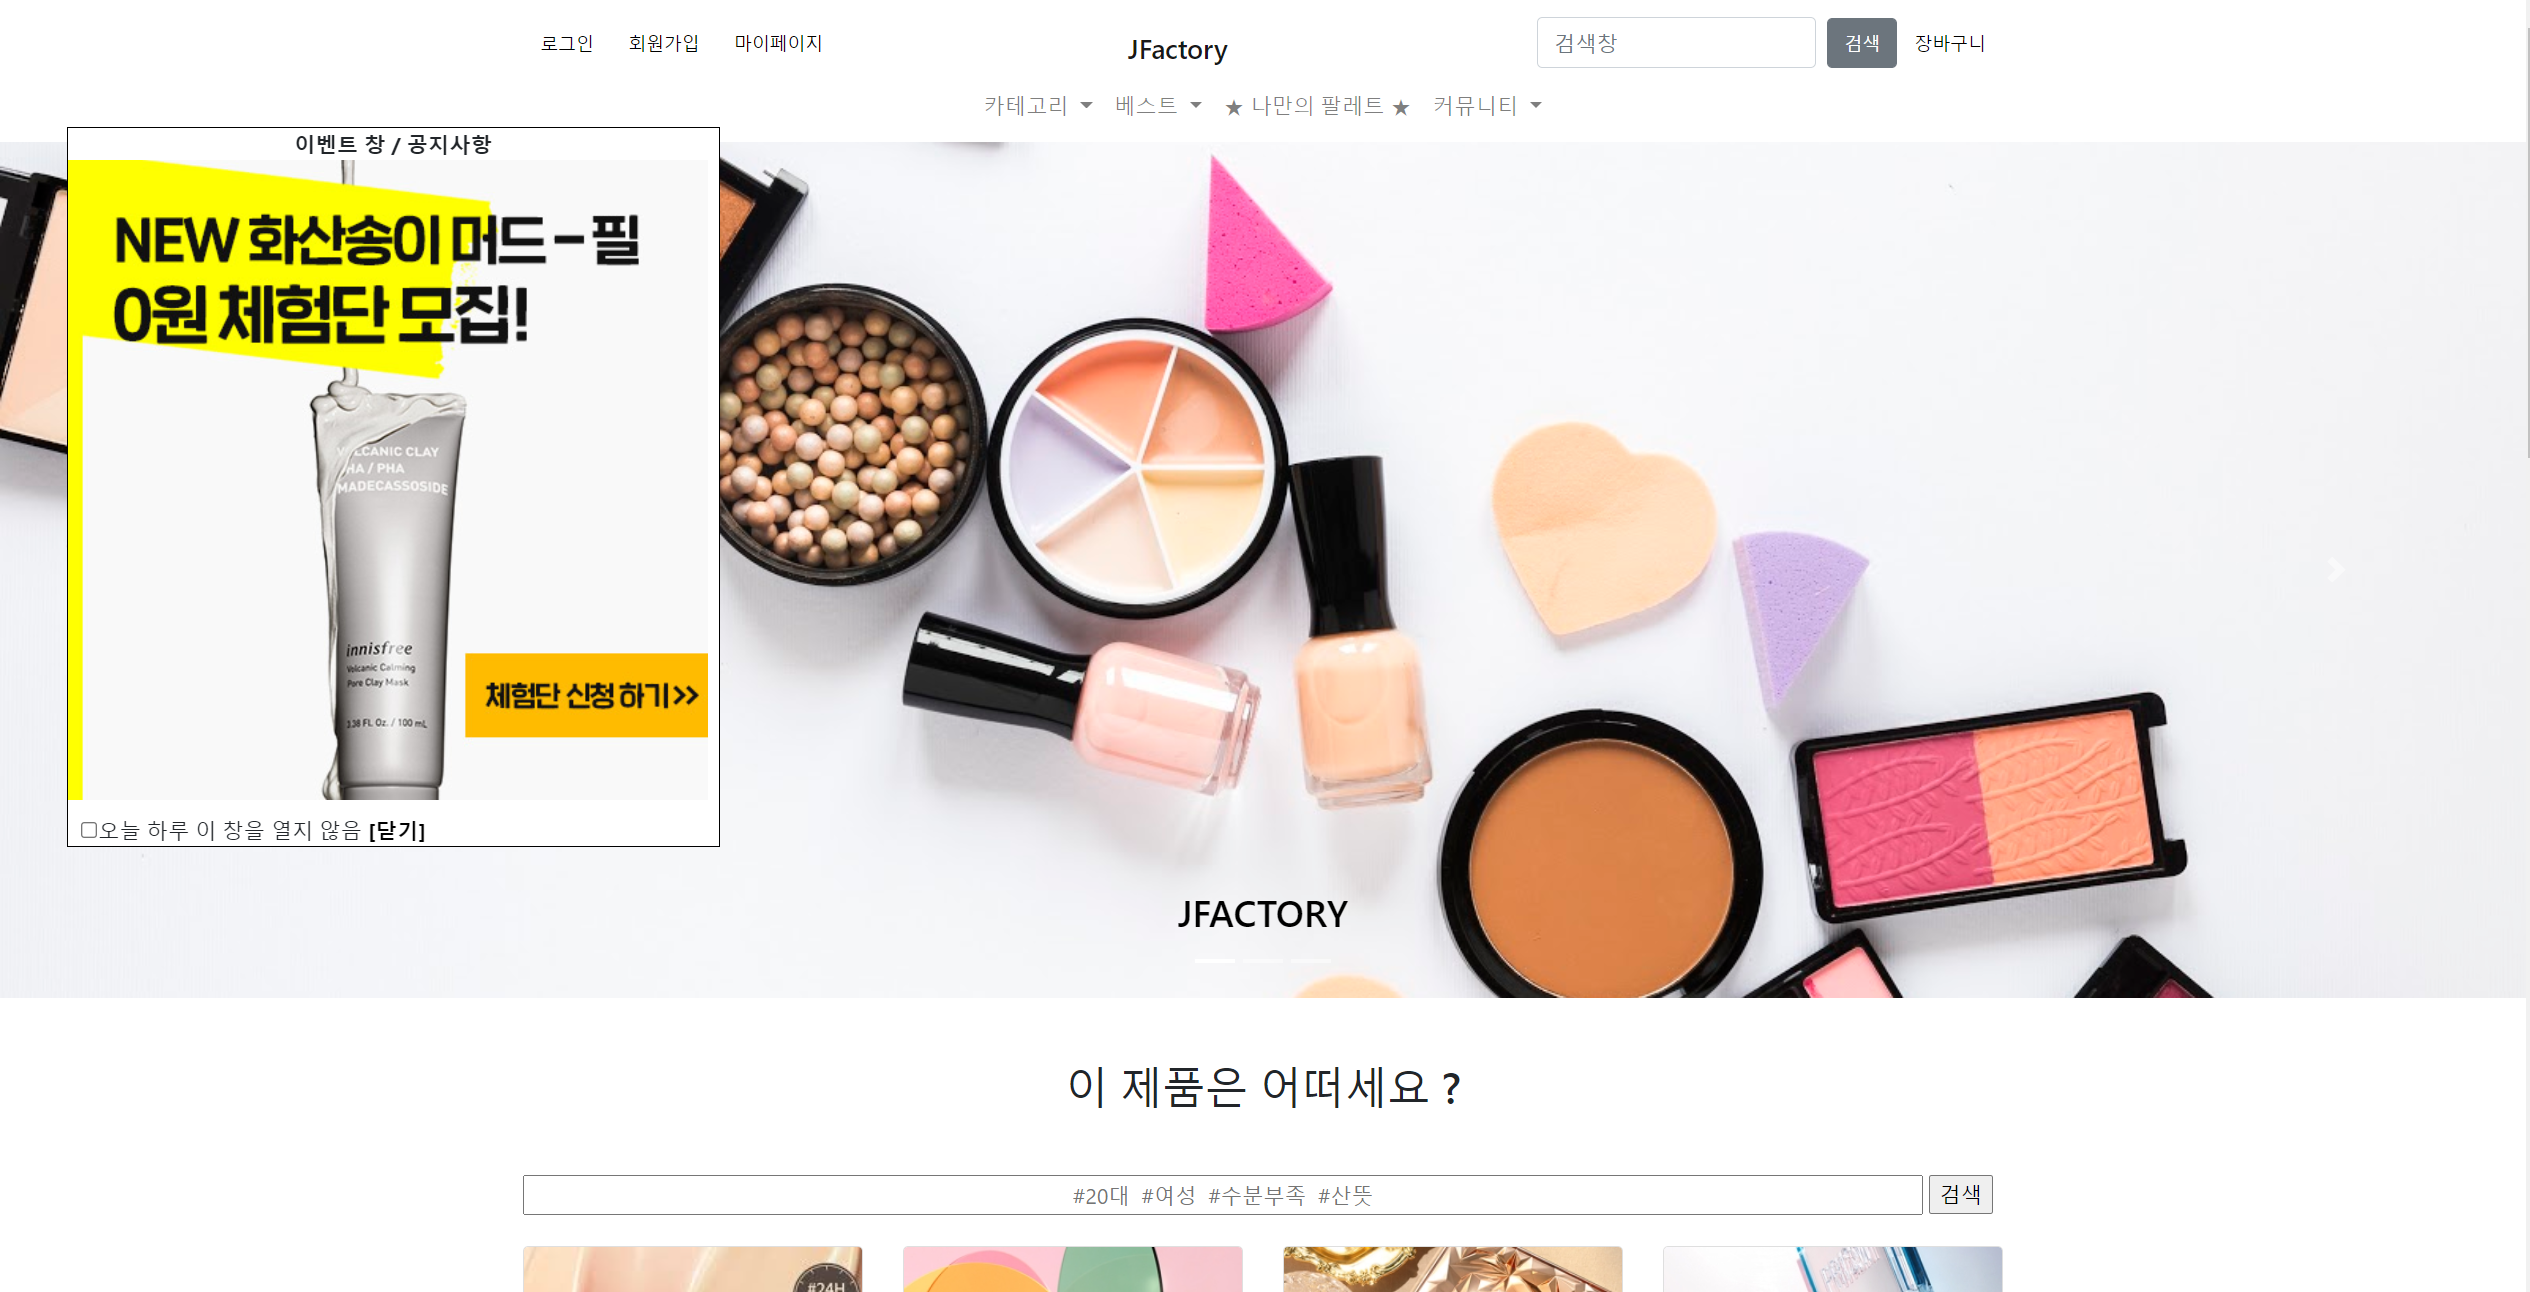 로그인 회원가입 마이페이지
JFactory
검색창 검색 장바구니
카테고리 베스트 ★ 나만의 팔레트 ★ 커뮤니티
이벤트 창 / 공지사항
NEW 화산송이 머드-필
0원 체험단 모집!
VOLCANIC CLAY
/ PHA
MADECASSOSIDE
innisfree
Volcanic Calming
Pore Clay Mask
3.38 FL. Oz. / 100 mL
체험단 신청 하기>>
오늘 하루 이 창을 열지 않음 [닫기]
JFACTORY
이 제품은 어떠세요 ?
#20대 #여성 #수분부족 #산뜻 검색
#24H